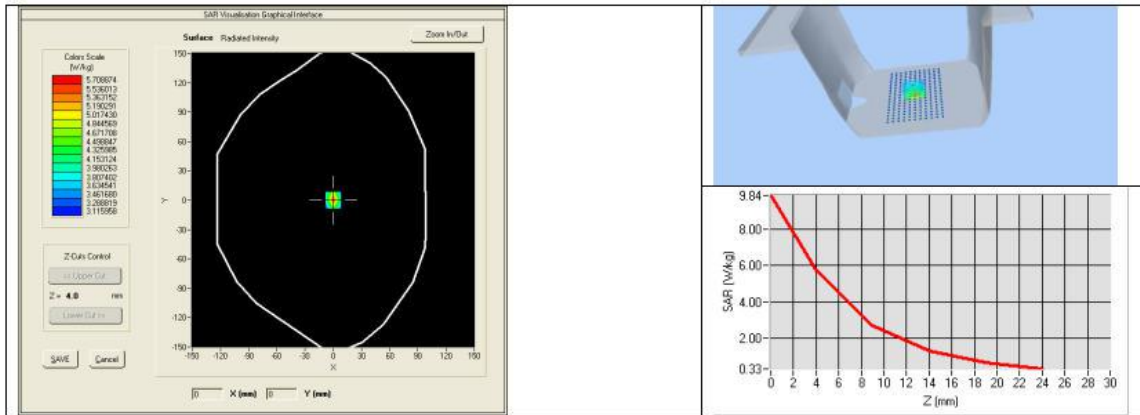 SAR Visualisation Graphical Interface
Surface Radiated Intensity
Zoom In/Out
Colors Scale
(W/kg)
5.708874
5.536013
5.363152
5.190291
5.017430
4.844569
4.671708
4.498847
4.325985
4.153124
3.980263
3.807402
3.634541
3.461680
3.288819
3.115958
150
120
90
60
30
0
-30
-60
-90
-120
-150
Y
-150 -120 -90 -60 -30 0 30 60 90 120 150
X
Z-Cuts Control
<< Upper Cut
Z = 4.0 mm
Lower Cut >>
SAVE Cancel
0 X (mm) 0 Y (mm)
9.84
8.00
6.00
4.00
2.00
0.33
SAR (W/kg)
0 2 4 6 8 10 12 14 16 18 20 22 24 26 28 30
Z (mm)